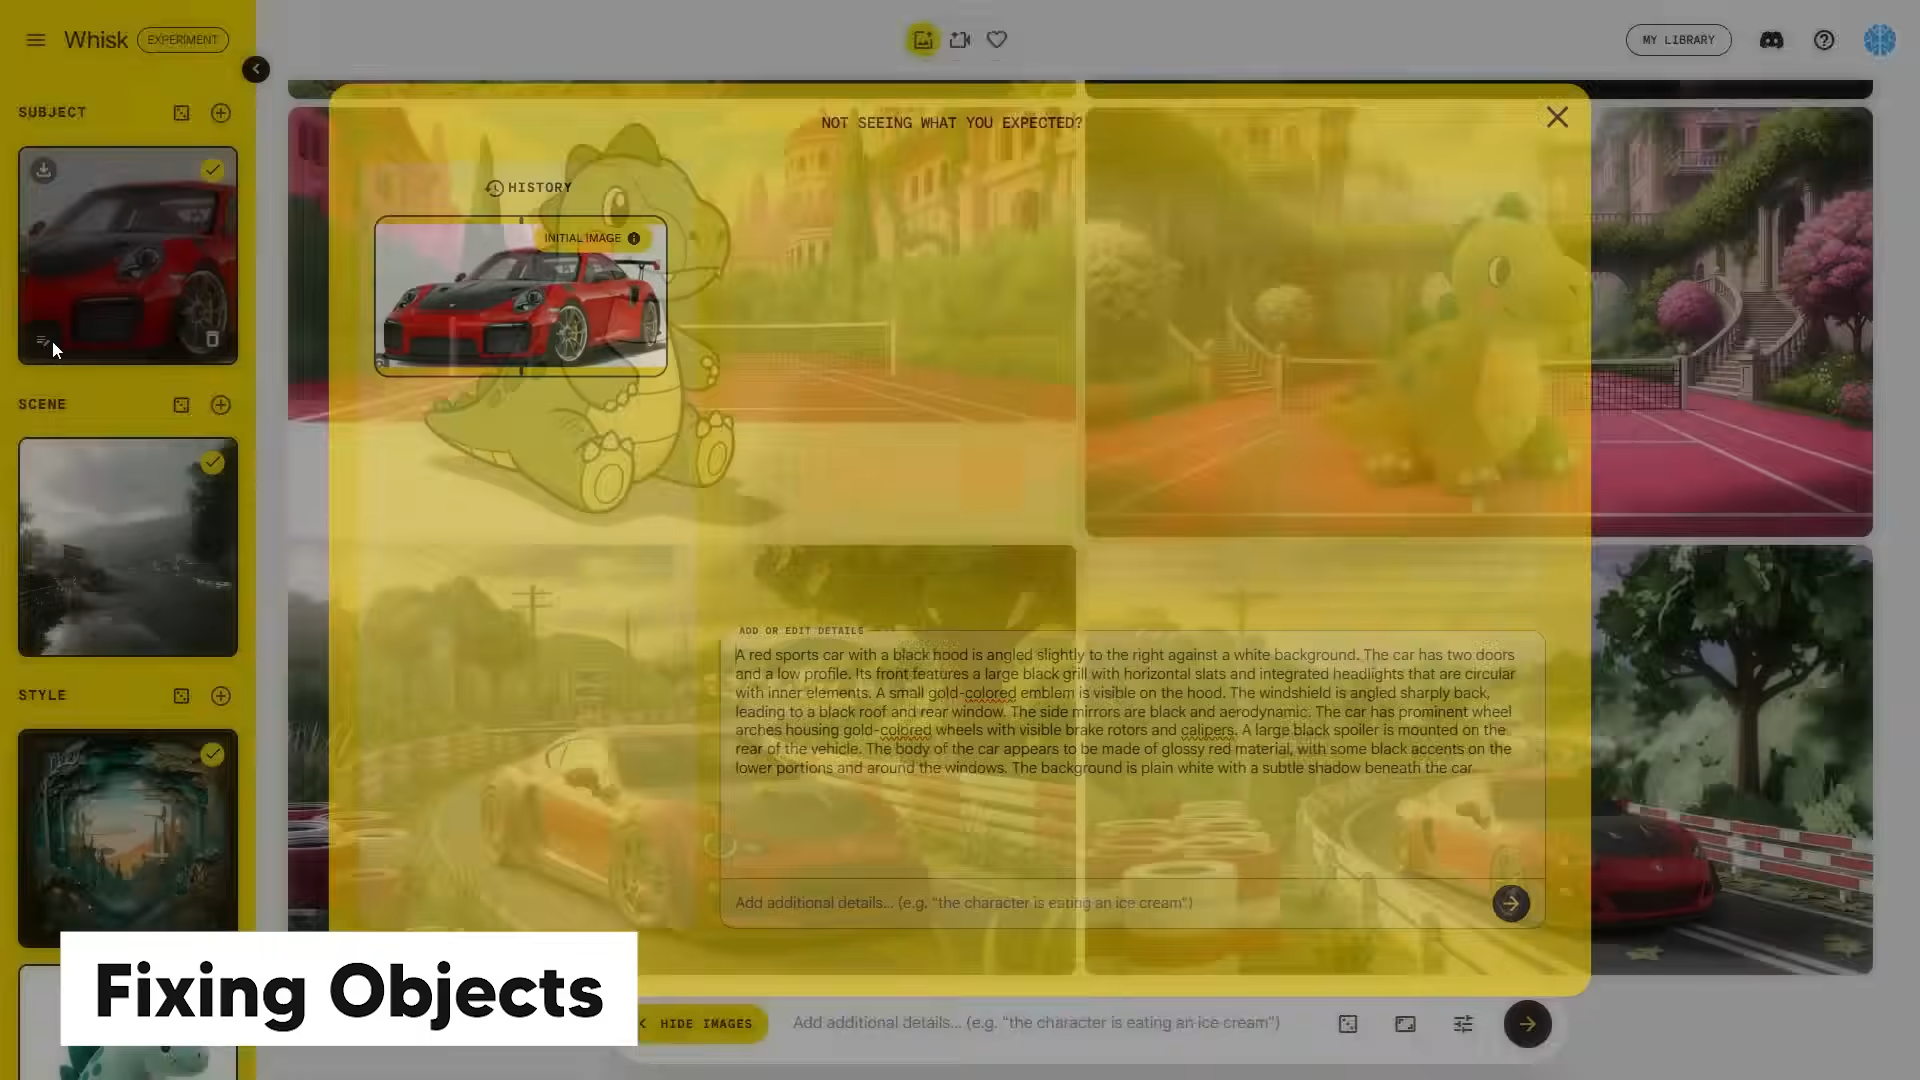 Whisk EXPERIMENT
MY LIBRARY
SUBJECT
NOT SEEING WHAT YOU EXPECTED?
HISTORY
INITIAL IMAGE
SCENE
STYLE
ADD OR EDIT DETAILS
A red sports car with a black hood is angled slightly to the right against a white background. The car has two doors
and a low profile. Its front features a large black grill with horizontal slats and integrated headlights that are circular
with inner elements. A small gold-colored emblem is visible on the hood. The windshield is angled sharply back,
leading to a black roof and rear window. The side mirrors are black and aerodynamic. The car has prominent wheel
arches housing gold-colored wheels with visible brake rotors and calipers. A large black spoiler is mounted on the
rear of the vehicle. The body of the car appears to be made of glossy red material, with some black accents on the
lower portions and around the windows. The background is plain white with a subtle shadow beneath the car
Add additional details... (e.g. "the character is eating an ice cream")
Fixing Objects
HIDE IMAGES
Add additional details... (e.g. "the character is eating an ice cream")